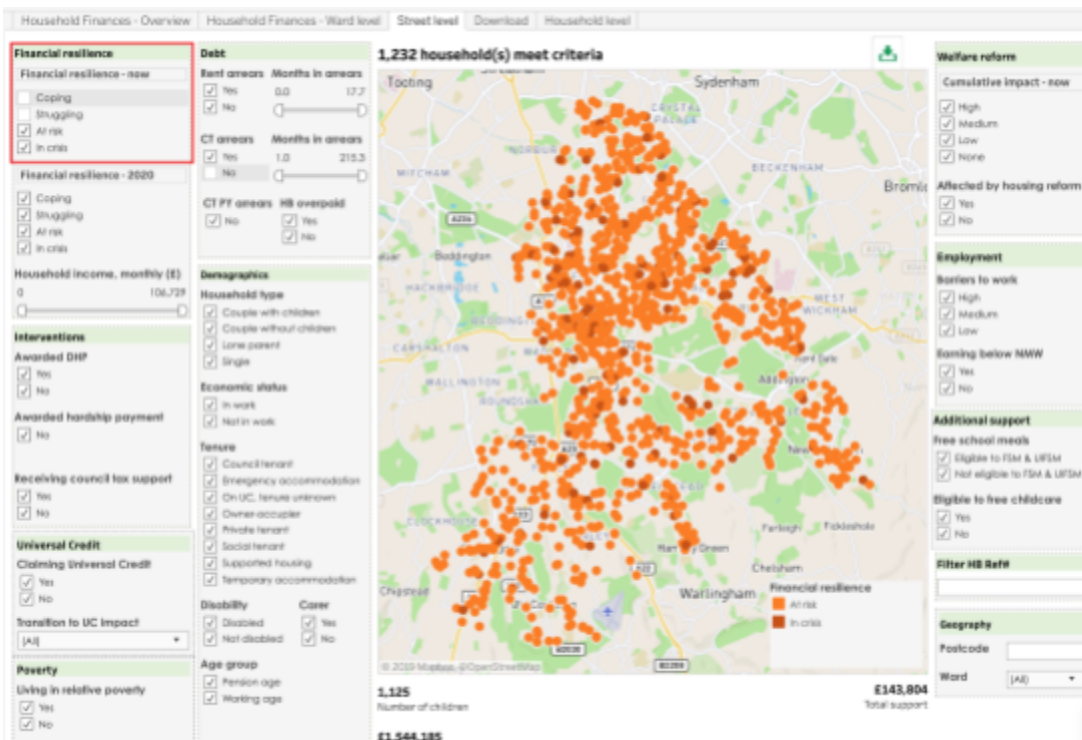 Household Finances - Overview
Household Finances - Ward level
Street level
Download
Household level
Financial resilience
Financial resilience - now
Coping
Struggling
At risk
In crisis
Financial resilience - 2020
Coping
Struggling
At risk
In crisis
Household income, monthly (£)
0 106,729
Interventions
Awarded DHP
Yes
No
Awarded hardship payment
No
Receiving council tax support
Yes
No
Universal Credit
Claiming Universal Credit
Yes
No
Transition to UC impact
(All)
Poverty
Living in relative poverty
Yes
No
Debt
Rent arrears Months in arrears
Yes 0.0 17.7
No
CT arrears Months in arrears
Yes 1.0 215.3
No
CT PY arrears HB overpaid
No Yes
No
Demographics
Household type
Couple with children
Couple without children
Lone parent
Single
Economic status
In work
Not in work
Tenure
Council tenant
Emergency accommodation
On UC, tenure unknown
Owner-occupier
Private tenant
Social tenant
Supported housing
Temporary accommodation
Disability Carer
Disabled Yes
Not disabled No
Age group
Pension age
Working age
1,232 household(s) meet criteria
Tooting
Sydenham
CRYSTAL
PALACE
MITCHAM
BECKENHAM
A236
Beddington
HACKBRIDGE
WEST
WICKHAM
CARSHALTON
WALLINGTON
Chipstead
Farleigh
Fickleshole
Chelsham
Warlingham
B2030
B2208
Financial resilience
At risk
In crisis
© 2019 Mapbox © OpenStreetMap
1,125
Number of children
£143,804
Total support
£1,544,185
Welfare reform
Cumulative impact - now
High
Medium
Low
None
Affected by housing reform
Yes
No
Employment
Barriers to work
High
Medium
Low
Earning below NMW
Yes
No
Additional support
Free school meals
Eligible to FSM & UIFSM
Not eligible to FSM & UIFSM
Eligible to free childcare
Yes
No
Filter HB Ref#
Geography
Postcode
Ward (All)